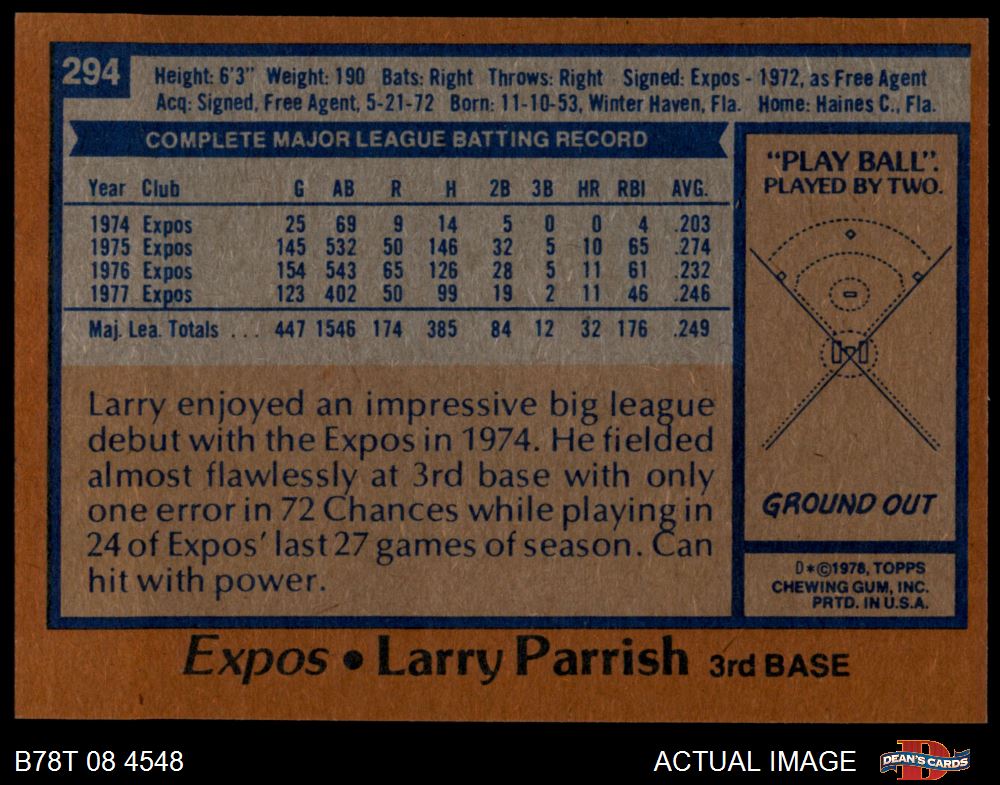 294
Height: 6'3" Weight: 190 Bats: Right Throws: Right Signed: Expos - 1972, as Free Agent
Acq: Signed, Free Agent, 5-21-72 Born: 11-10-53, Winter Haven, Fla. Home: Haines C., Fla.
COMPLETE MAJOR LEAGUE BATTING RECORD
Year Club G AB R H 2B 3B HR RBI AVG.
1974 Expos 25 69 9 14 5 0 0 4 .203
1975 Expos 145 532 50 146 32 5 10 65 .274
1976 Expos 154 543 65 126 28 5 11 61 .232
1977 Expos 123 402 50 99 19 2 11 46 .246
Maj. Lea. Totals . . . 447 1546 174 385 84 12 32 176 .249
Larry enjoyed an impressive big league
debut with the Expos in 1974. He fielded
almost flawlessly at 3rd base with only
one error in 72 Chances while playing in
24 of Expos' last 27 games of season. Can
hit with power.
"PLAY BALL":
PLAYED BY TWO.
GROUND OUT
D*©1978, TOPPS
CHEWING GUM, INC.
PRTD. IN U.S.A.
Expos • Larry Parrish 3rd BASE
B78T 08 4548
ACTUAL IMAGE
D
DEAN'S CARDS